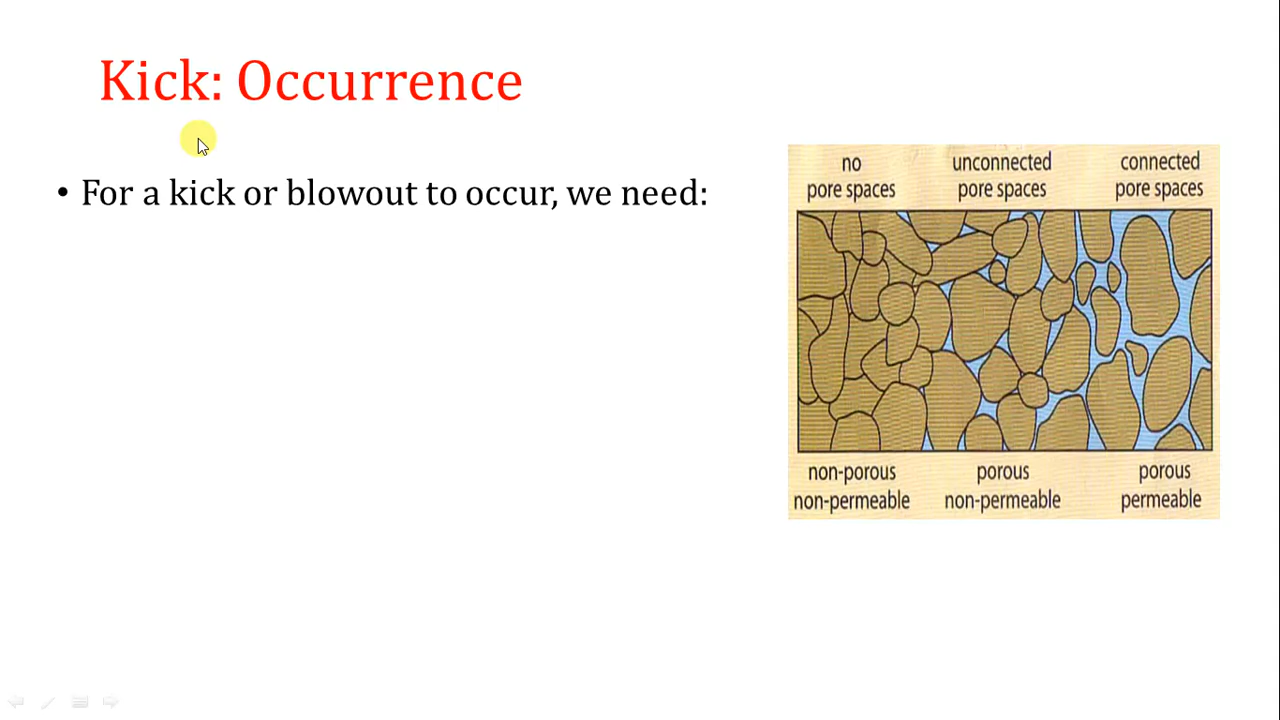 Kick: Occurrence
• For a kick or blowout to occur, we need:
no pore spaces
unconnected pore spaces
connected pore spaces
non-porous non-permeable
porous non-permeable
porous permeable